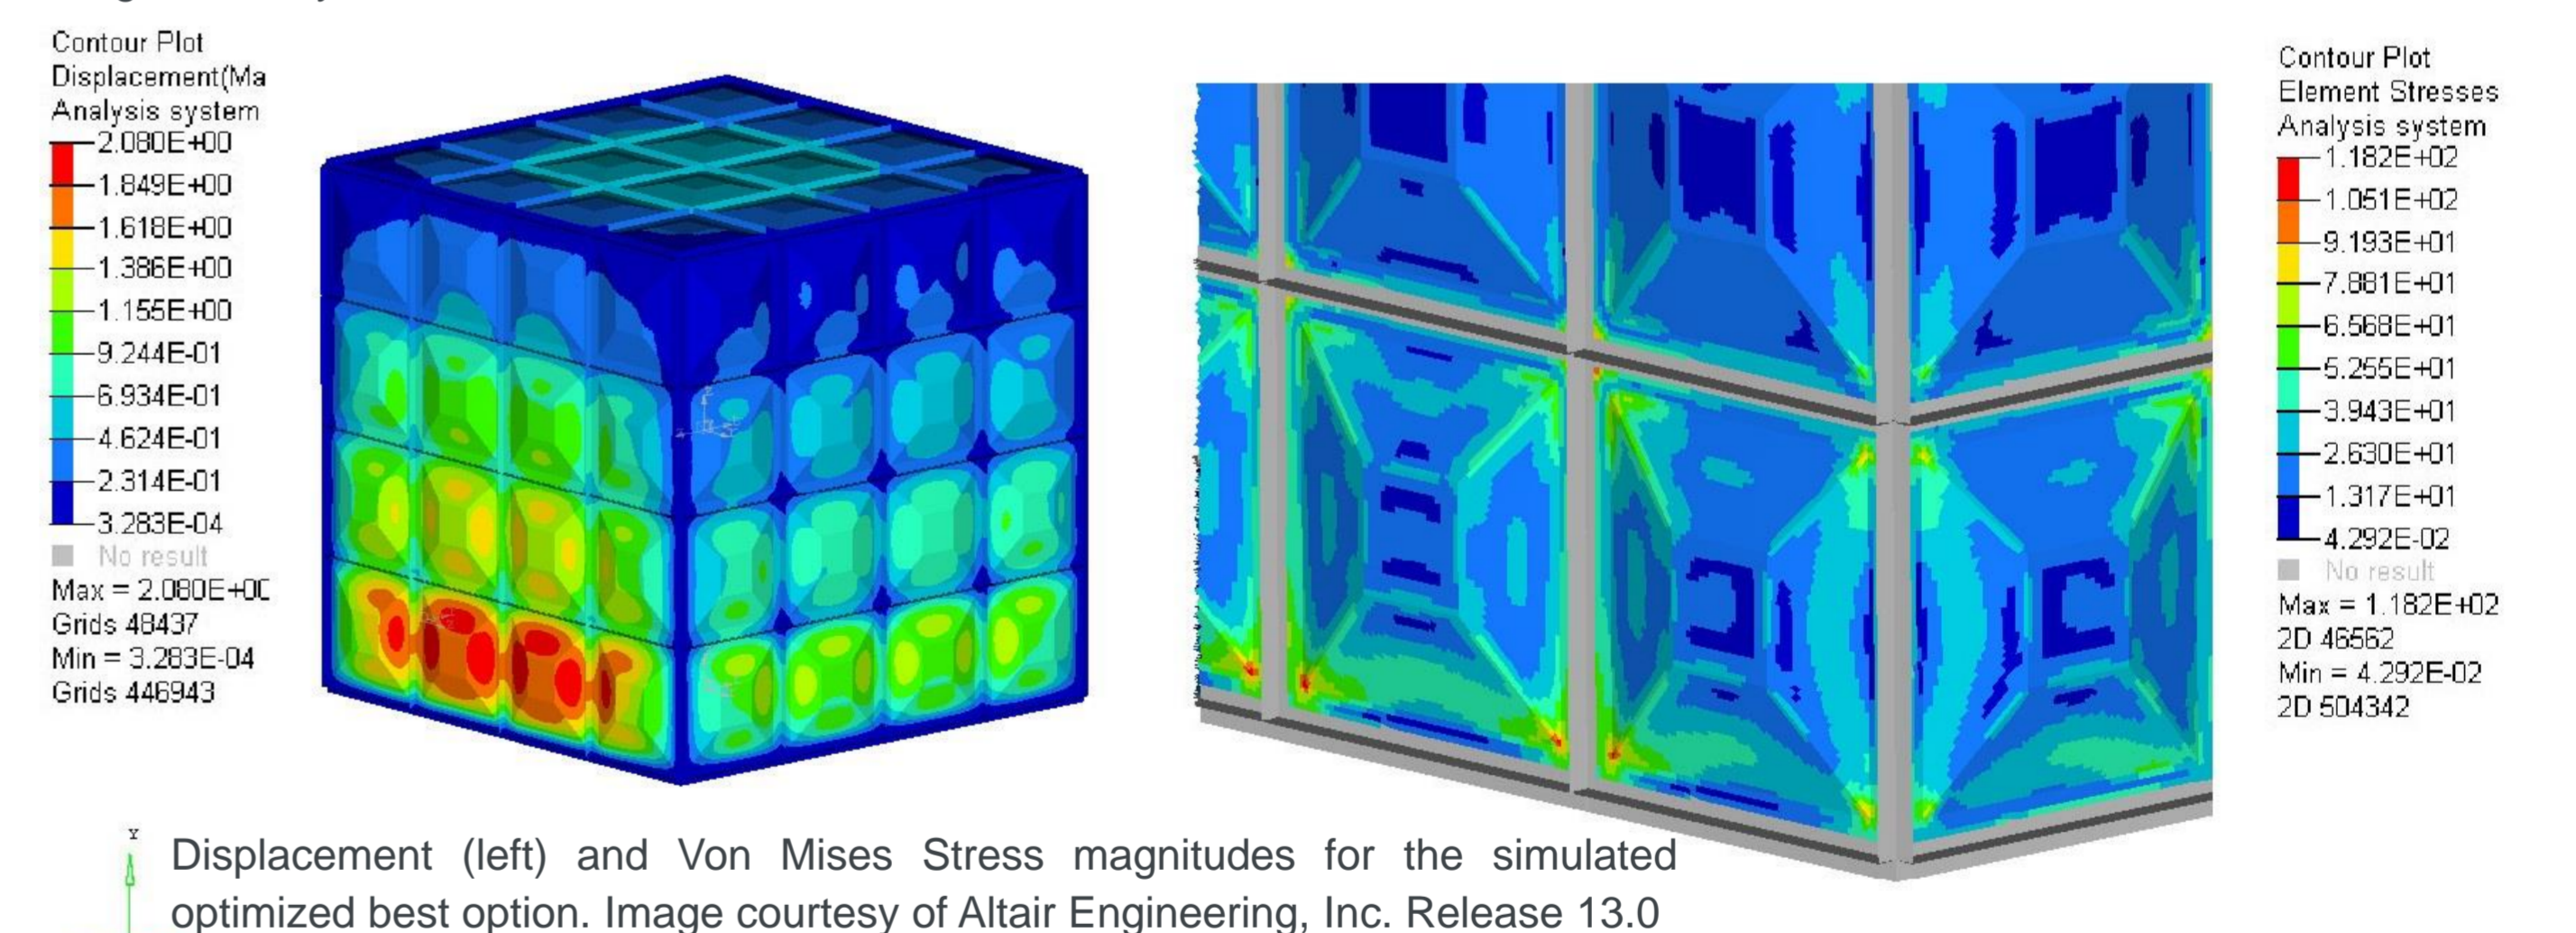 Contour Plot
Displacement(Ma
Analysis system
2.080E+00
1.849E+00
1.618E+00
1.386E+00
1.155E+00
9.244E-01
6.934E-01
4.624E-01
2.314E-01
3.283E-04
No result
Max = 2.080E+0C
Grids 48437
Min = 3.283E-04
Grids 446943
Contour Plot
Element Stresses
Analysis system
1.182E+02
1.051E+02
9.193E+01
7.881E+01
6.568E+01
5.255E+01
3.943E+01
2.630E+01
1.317E+01
4.292E-02
No result
Max = 1.182E+02
2D 46562
Min = 4.292E-02
2D 504342
Y
Displacement (left) and Von Mises Stress magnitudes for the simulated
optimized best option. Image courtesy of Altair Engineering, Inc. Release 13.0